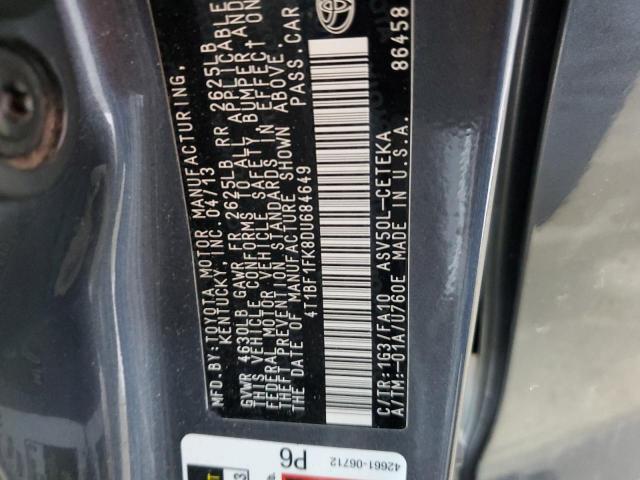 MFD. BY: TOYOTA MOTOR MANUFACTURING,
KENTUCKY, INC. 04/13
GVWR 4630LB GAWR FR 2625LB RR 2625LB
THIS VEHICLE CONFORMS TO ALL APPLICABLE
FEDERAL MOTOR VEHICLE SAFETY, BUMPER AND
THEFT PREVENTION STANDARDS IN EFFECT ON
THE DATE OF MANUFACTURE SHOWN ABOVE.
4T1BF1FK8DU684649 PASS. CAR
C/TR: 1G3/FA10 ASV50L-CETEKA
A/TM: -01A/U760E MADE IN U.S.A.
86458
P6
42661-06712